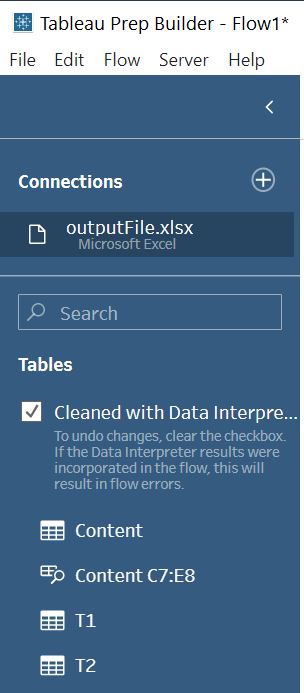 Tableau Prep Builder - Flow1*
File Edit Flow Server Help
Connections
outputFile.xlsx
Microsoft Excel
Search
Tables
Cleaned with Data Interpre...
To undo changes, clear the checkbox.
If the Data Interpreter results were
incorporated in the flow, this will
result in flow errors.
Content
Content C7:E8
T1
T2